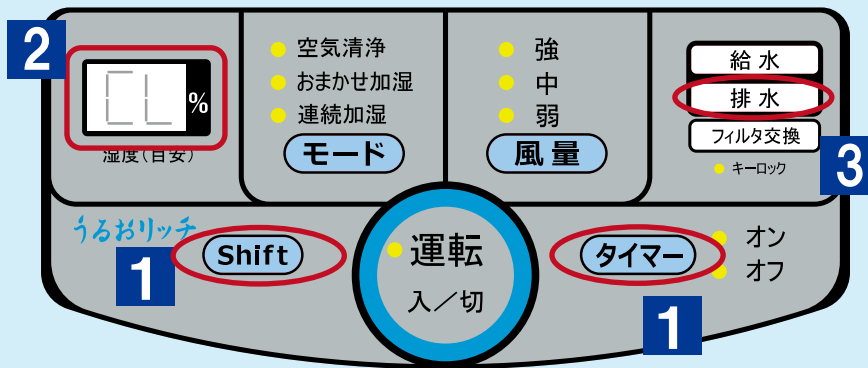 2
CL%
湿度(目安)
空気清浄
おまかせ加湿
連続加湿
モード
強
中
弱
風量
給水
排水
フィルタ交換
キーロック
3
うるおリッチ
1
Shift
運転
入/切
タイマー
オン
オフ
1